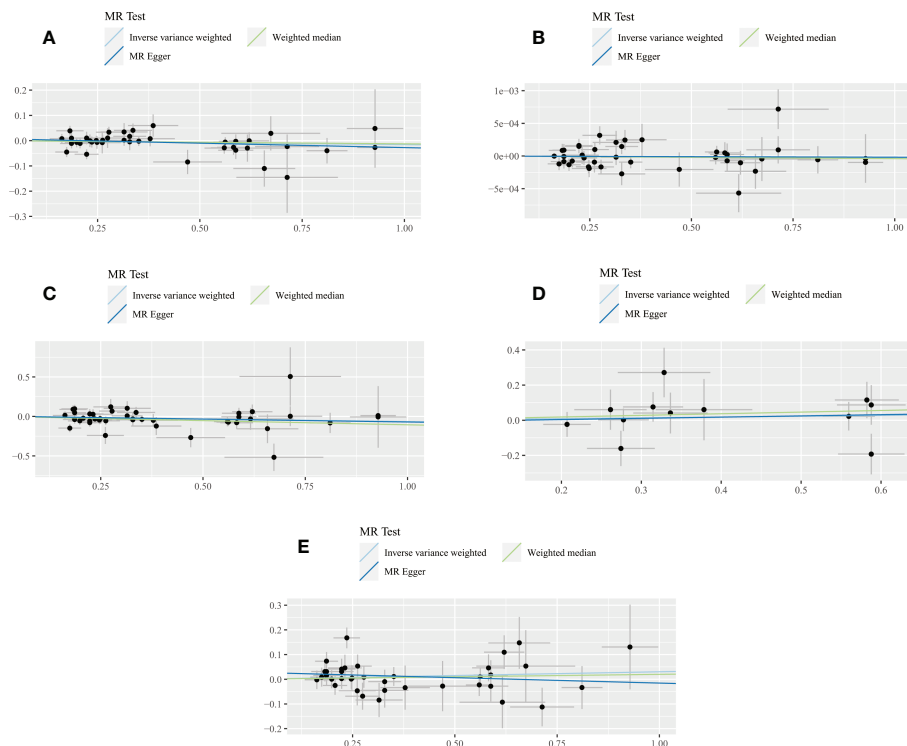 A
MR Test
Inverse variance weighted
Weighted median
MR Egger
0.2
0.1
0.0
−0.1
−0.2
−0.3
0.25
0.50
0.75
1.00
B
MR Test
Inverse variance weighted
Weighted median
MR Egger
1e−03
5e−04
0e+00
−5e−04
0.25
0.50
0.75
1.00
C
MR Test
Inverse variance weighted
Weighted median
MR Egger
0.5
0.0
−0.5
0.25
0.50
0.75
1.00
D
MR Test
Inverse variance weighted
Weighted median
MR Egger
0.4
0.2
0.0
−0.2
0.2
0.3
0.4
0.5
0.6
E
MR Test
Inverse variance weighted
Weighted median
MR Egger
0.3
0.2
0.1
0.0
−0.1
−0.2
0.25
0.50
0.75
1.00